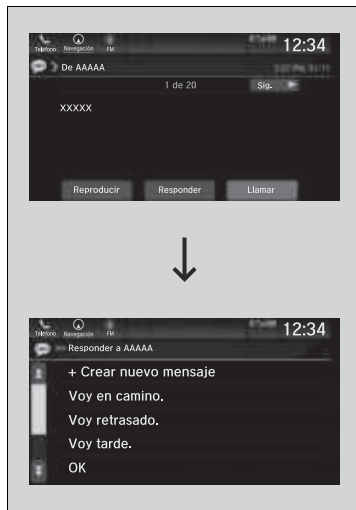 Teléfono Navegación FM 12:34
De AAAAA
1 de 20 Sig.
XXXXX
Reproducir Responder Llamar
Teléfono Navegación FM 12:34
Responder a AAAAA
+ Crear nuevo mensaje
Voy en camino.
Voy retrasado.
Voy tarde.
OK